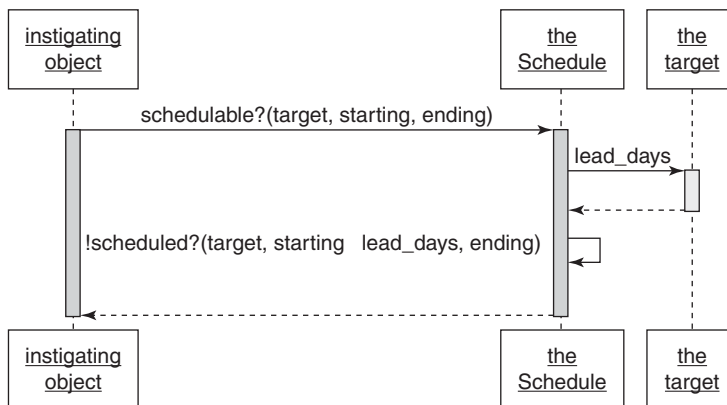 instigating
object
the
Schedule
the
target
schedulable?(target, starting, ending)
lead_days
!scheduled?(target, starting   lead_days, ending)
instigating
object
the
Schedule
the
target